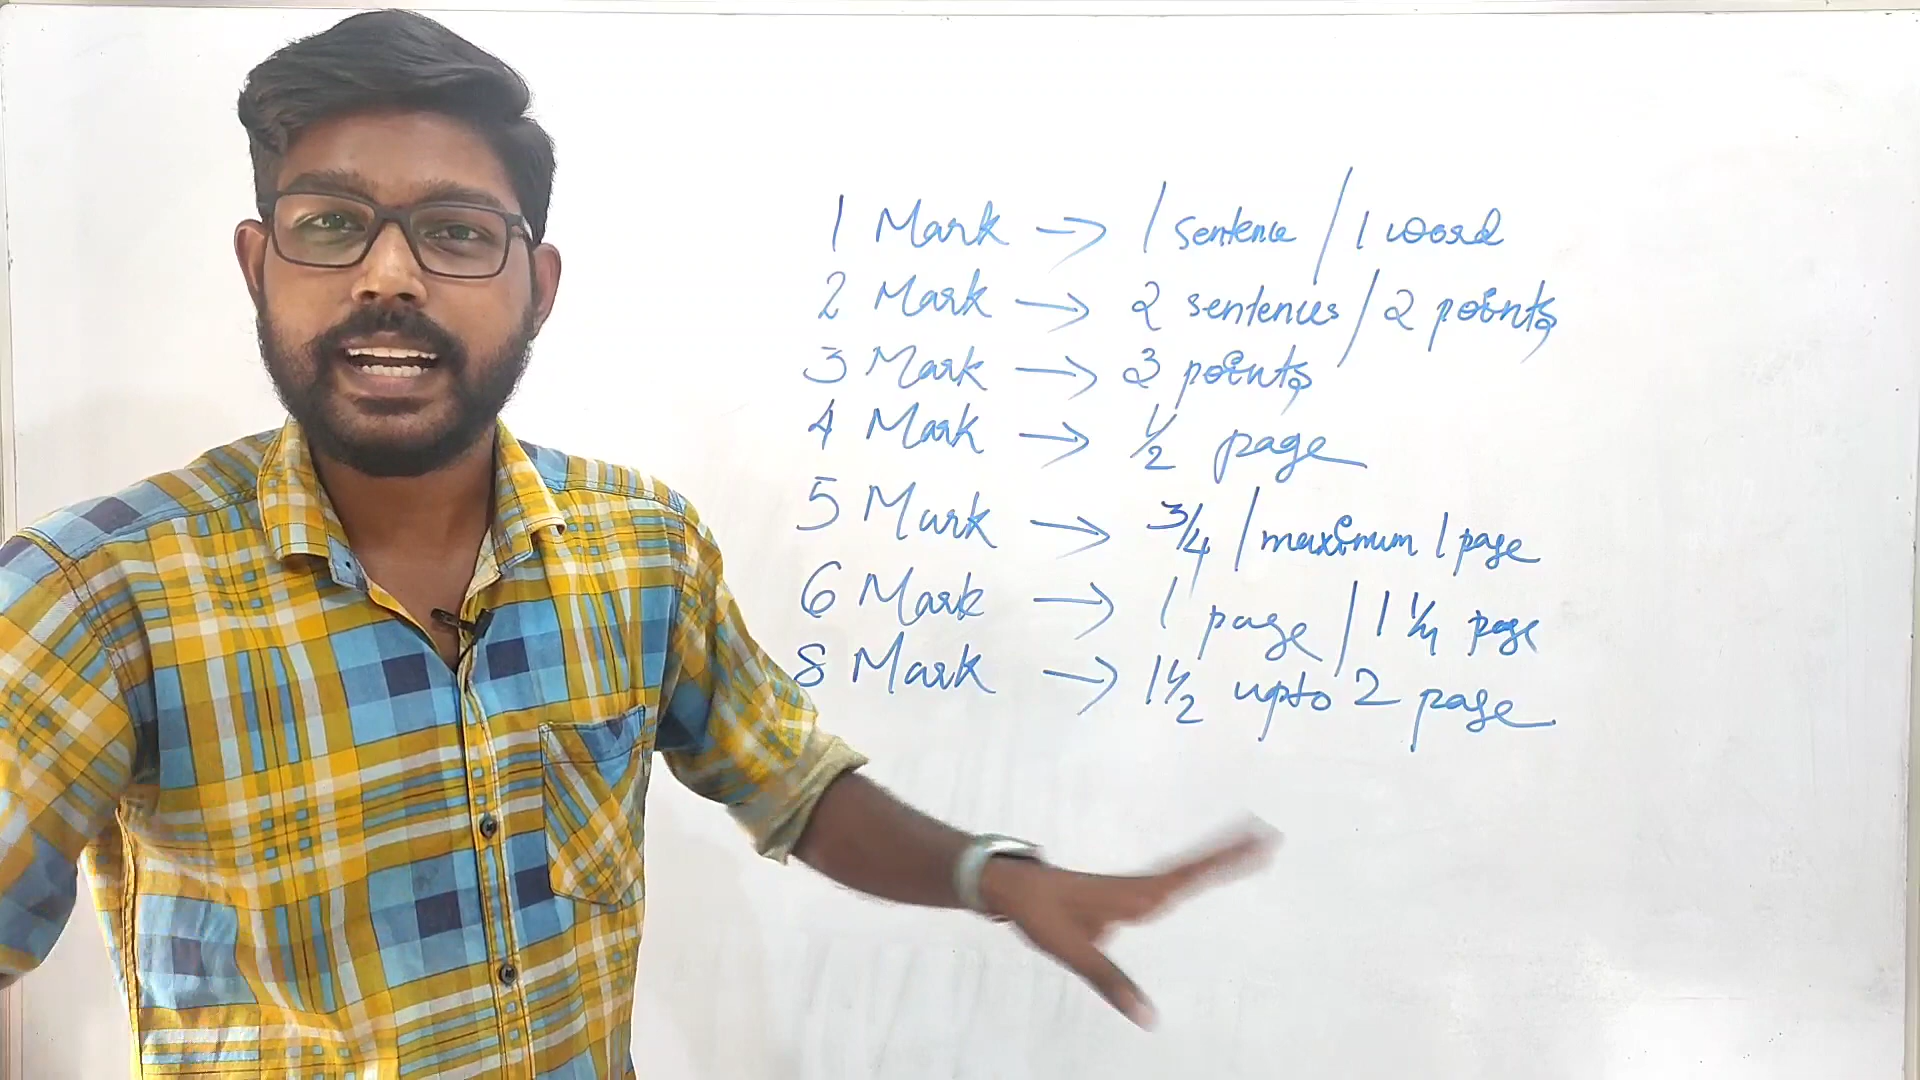 1 Mark → 1 sentence / 1 word
2 Mark → 2 sentences / 2 points
3 Mark → 3 points
4 Mark → 1/2 page
5 Mark → 3/4 / maximum 1 page
6 Mark → 1 page / 1 1/4 page
8 Mark → 1 1/2 upto 2 page